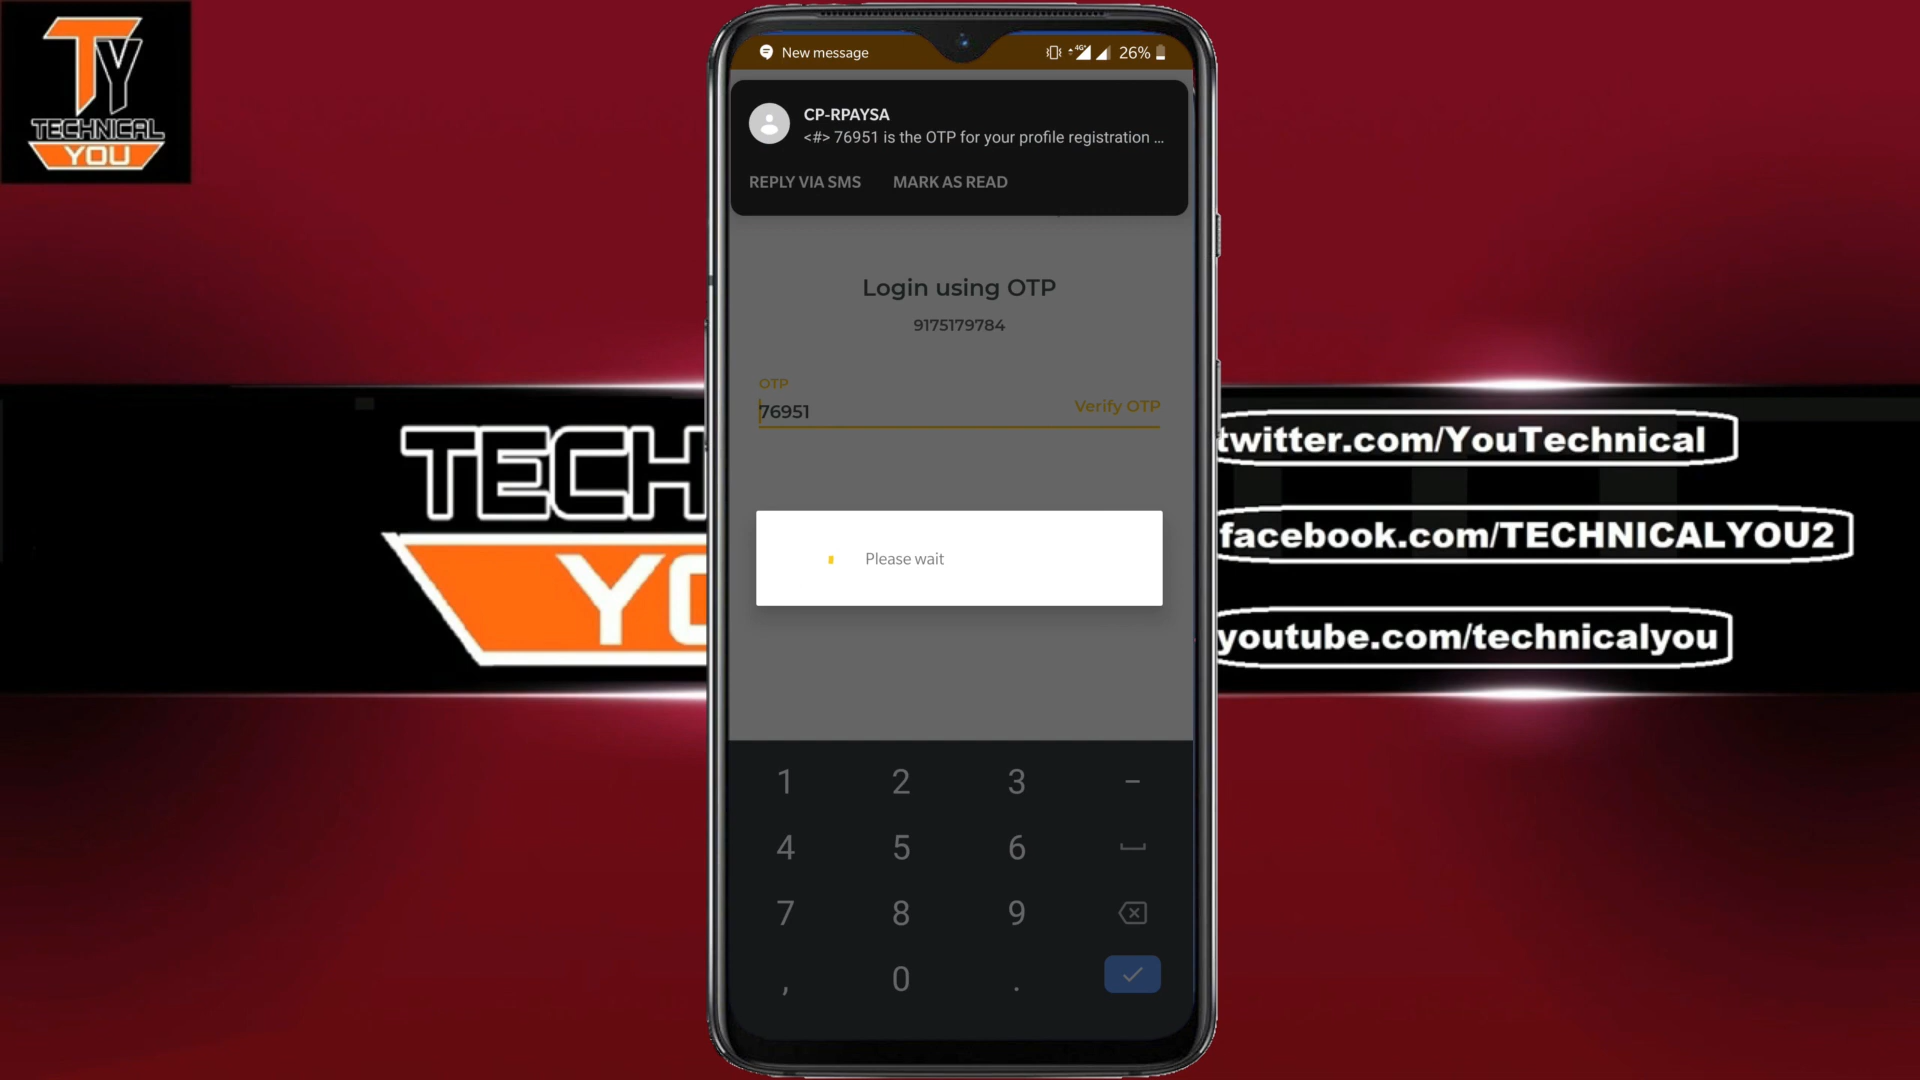 TY
TECHNICAL
YOU
New message
4G+
26%
CP-RPAYSA
<#> 76951 is the OTP for your profile registration ...
REPLY VIA SMS MARK AS READ
Login using OTP
9175179784
OTP
76951 Verify OTP
Please wait
1 2 3 –
4 5 6
7 8 9
, 0 .
TECH
YO
twitter.com/YouTechnical
facebook.com/TECHNICALYOU2
youtube.com/technicalyou